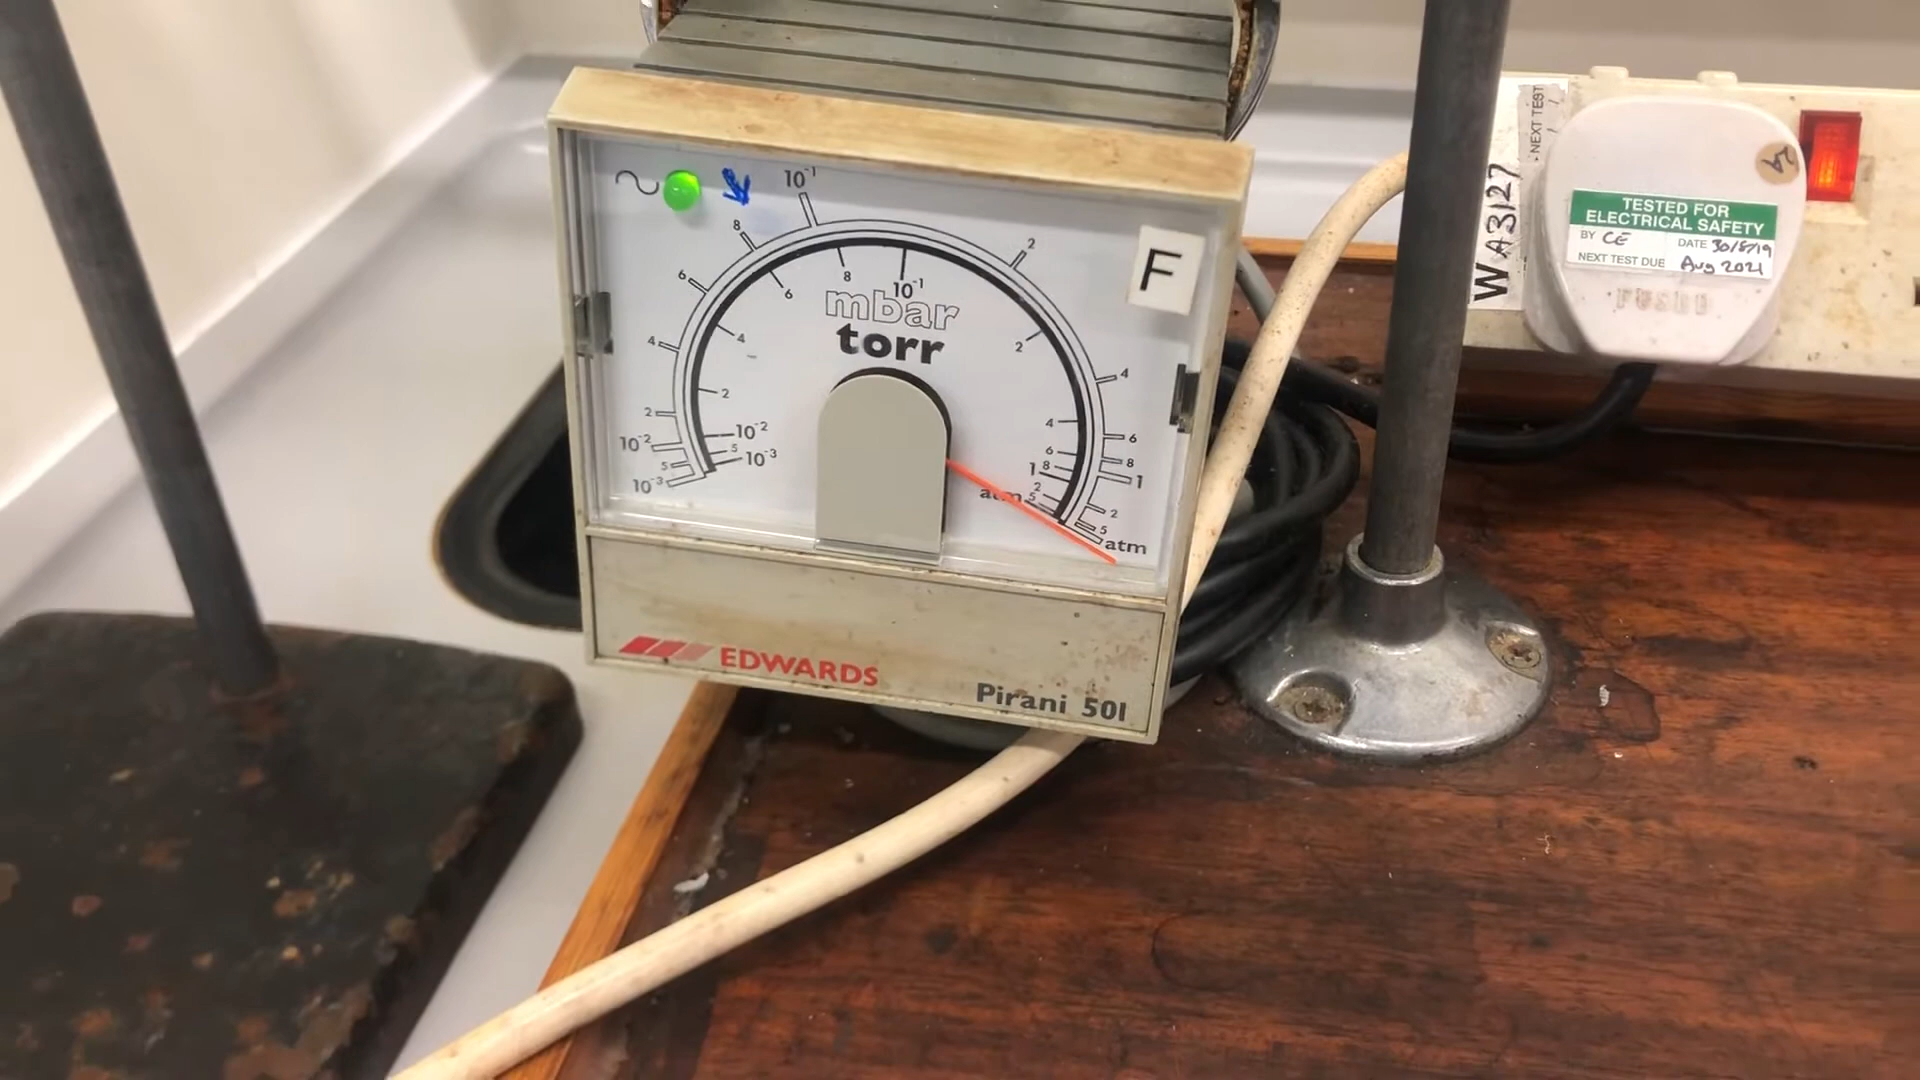 10⁻¹
8
2
6
4
4
2
6
10⁻²
8
5
1
10⁻³
2
5
atm
F
8
10⁻¹
6
mbar
torr
4
2
2
4
10⁻²
6
5
8
10⁻³
1
2
atm 5
EDWARDS
Pirani 501
NEXT TEST
WA3127
TESTED FOR
ELECTRICAL SAFETY
BY CE DATE 30/8/19
NEXT TEST DUE Aug 2021